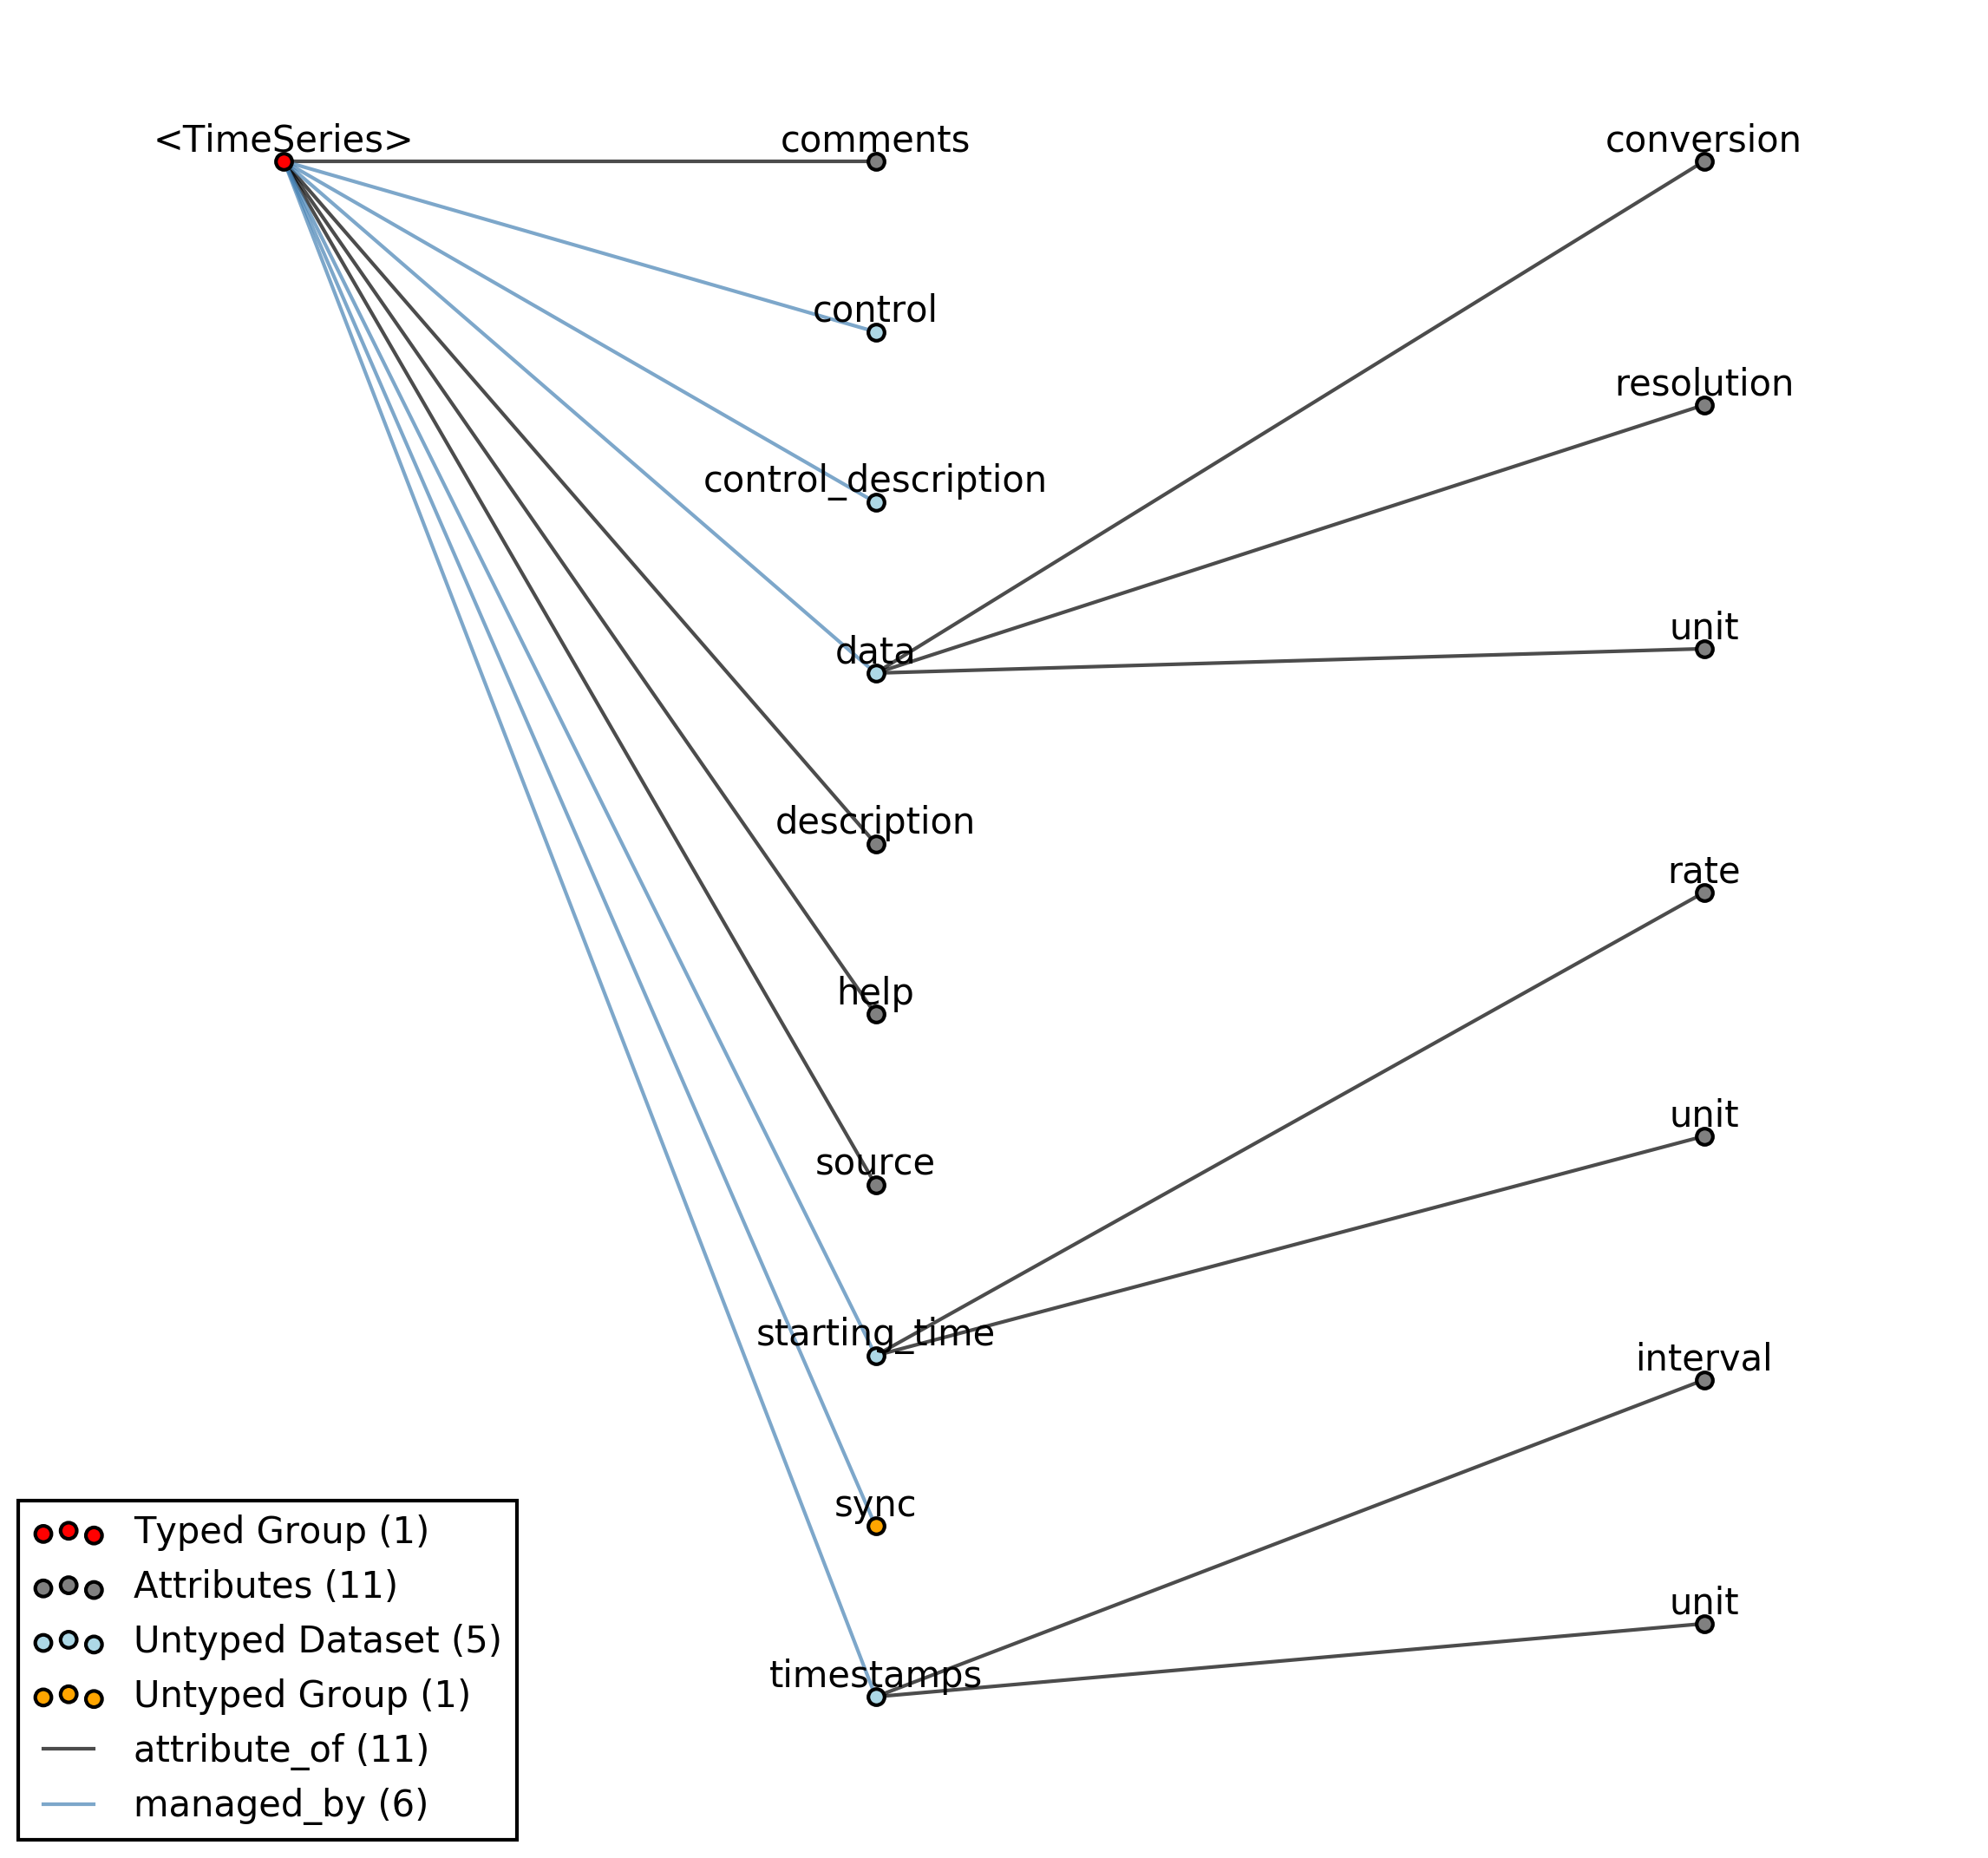 <TimeSeries>
comments
conversion
control
resolution
control_description
unit
data
description
rate
help
unit
source
starting_time
interval
sync
unit
timestamps
Typed Group (1)
Attributes (11)
Untyped Dataset (5)
Untyped Group (1)
attribute_of (11)
managed_by (6)